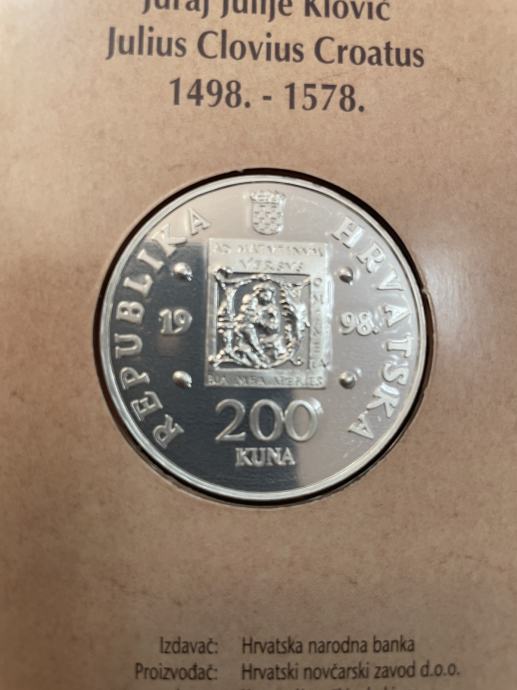 Juraj Julije Klović
Julius Clovius Croatus
1498. - 1578.
REPUBLIKA HRVATSKA
19 98.
200
KUNA
Izdavač: Hrvatska narodna banka
Proizvođač: Hrvatski novčarski zavod d.o.o.